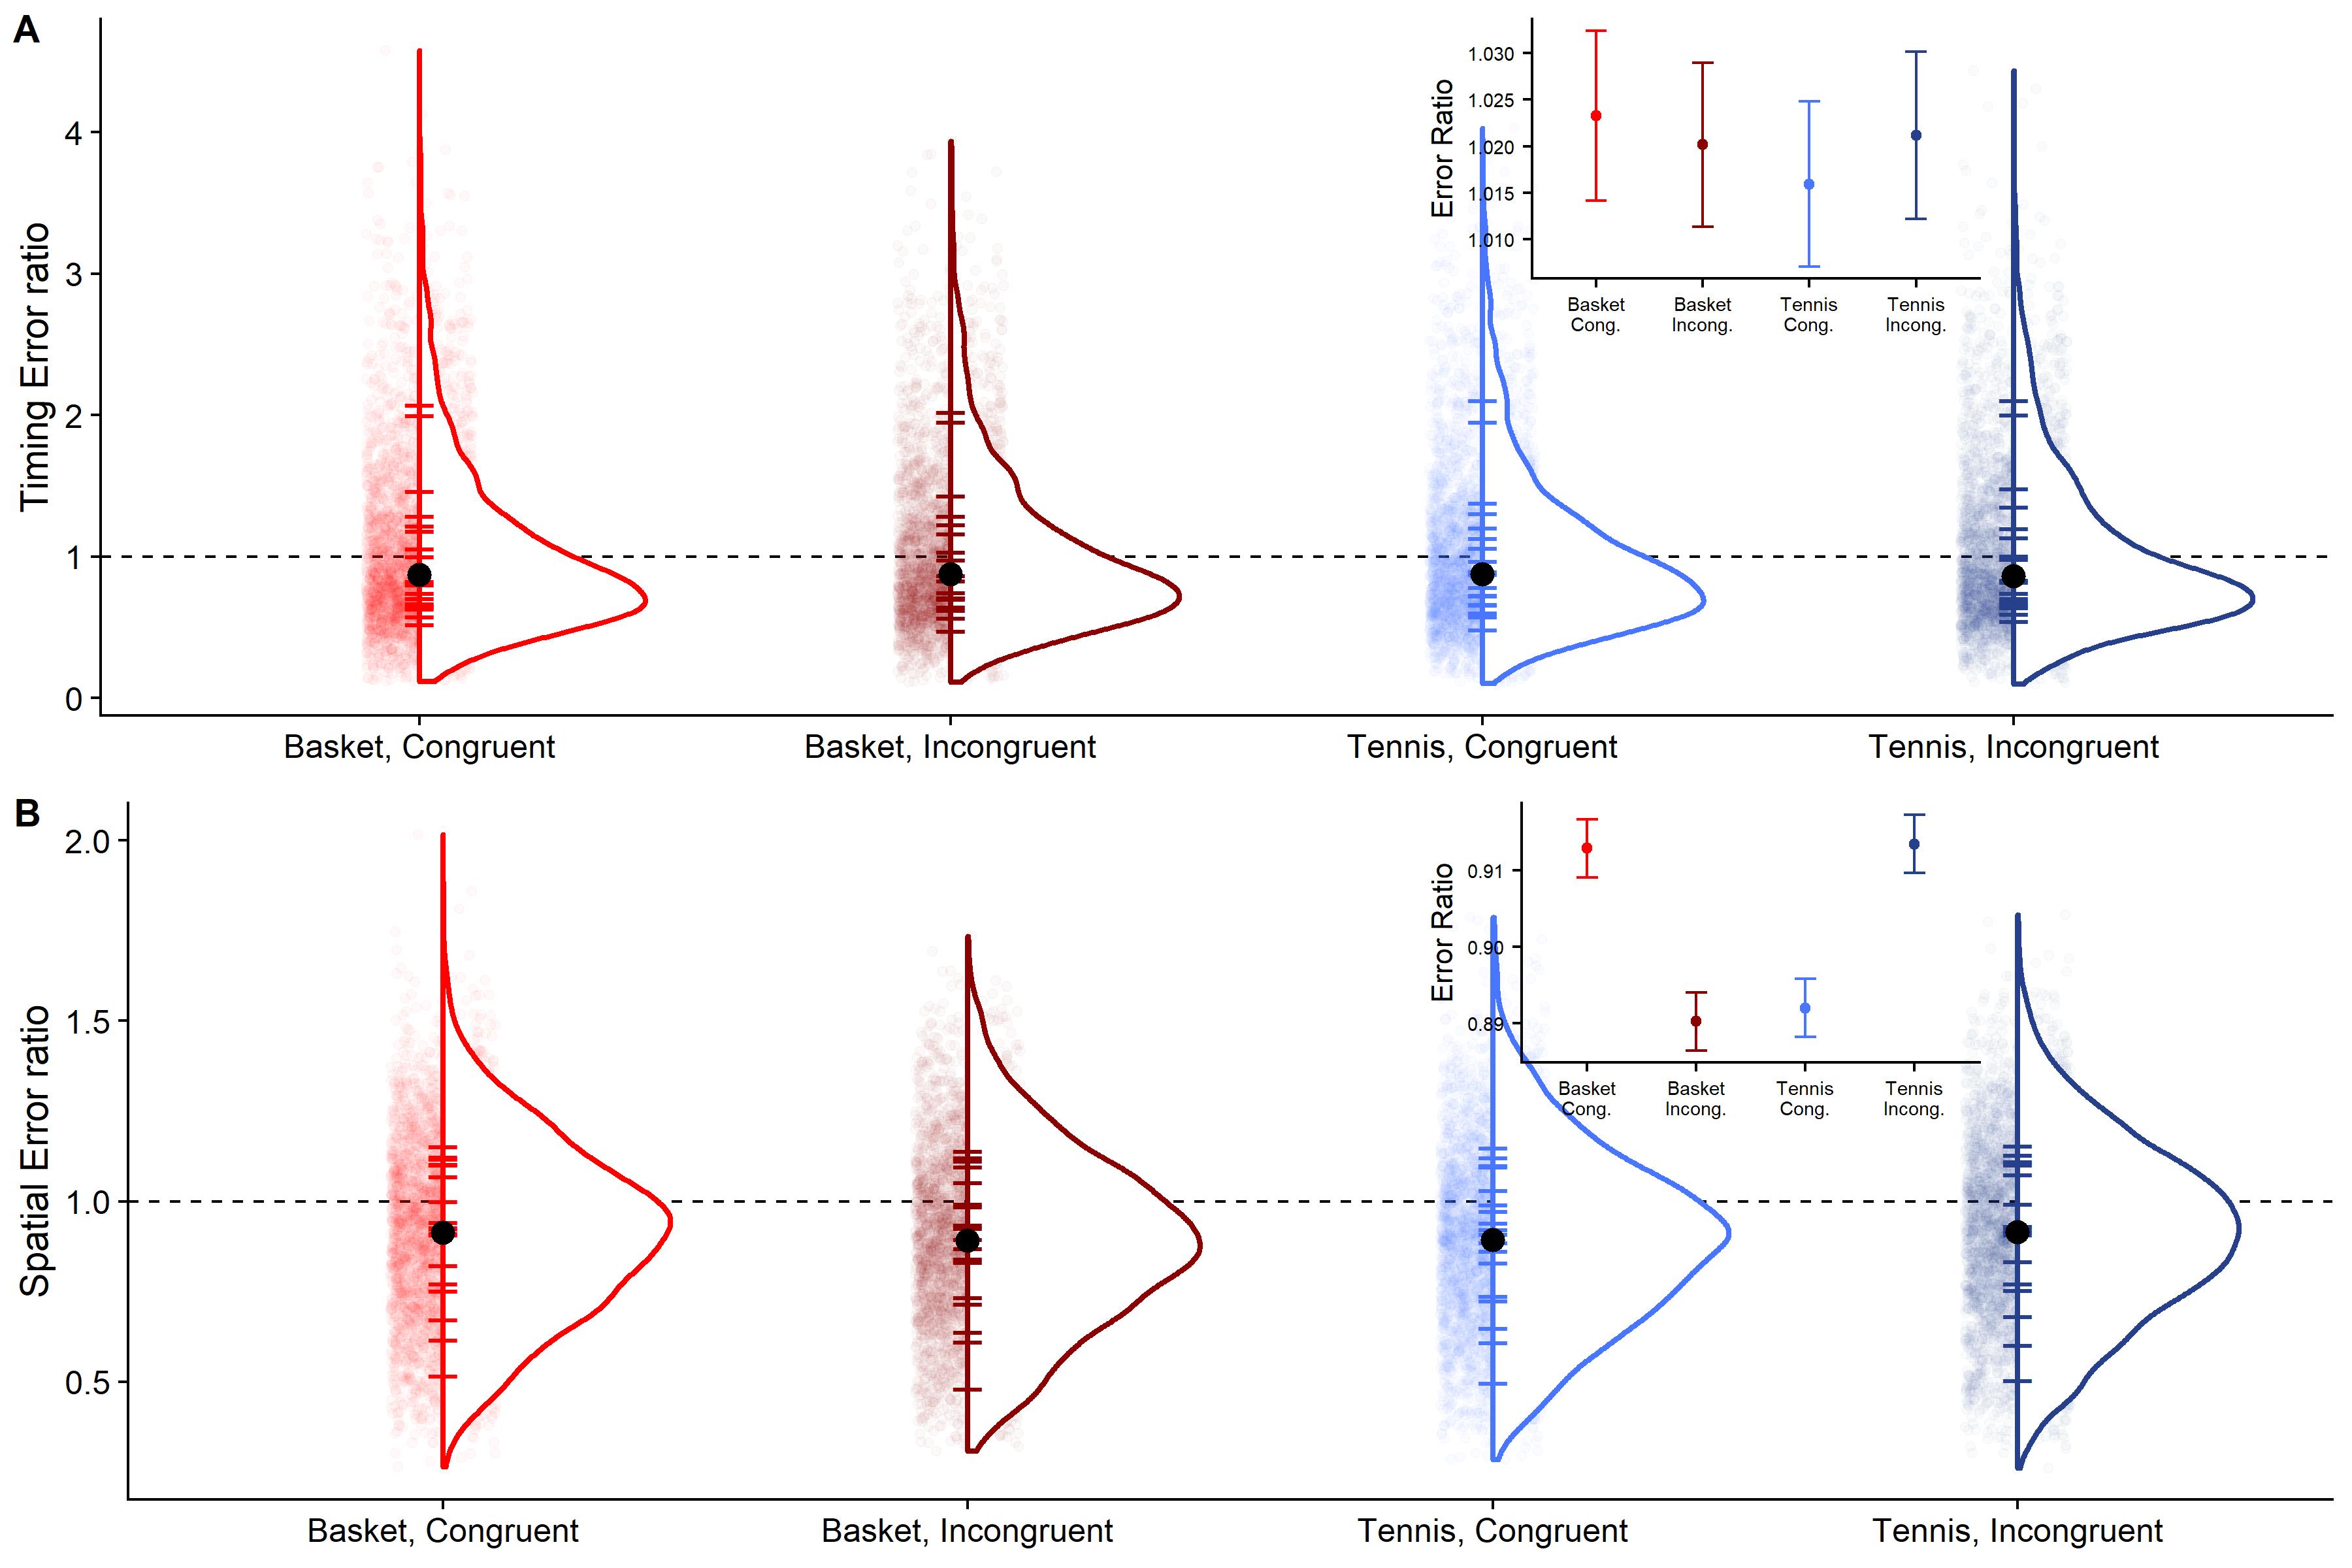 A
Timing Error ratio
4
3
2
1
0
Error Ratio
1.030
1.025
1.020
1.015
1.010
Basket
Cong.
Basket
Incong.
Tennis
Cong.
Tennis
Incong.
Basket, Congruent
Basket, Incongruent
Tennis, Congruent
Tennis, Incongruent
B
Spatial Error ratio
2.0
1.5
1.0
0.5
Error Ratio
0.91
0.90
0.89
Basket
Cong.
Basket
Incong.
Tennis
Cong.
Tennis
Incong.
Basket, Congruent
Basket, Incongruent
Tennis, Congruent
Tennis, Incongruent